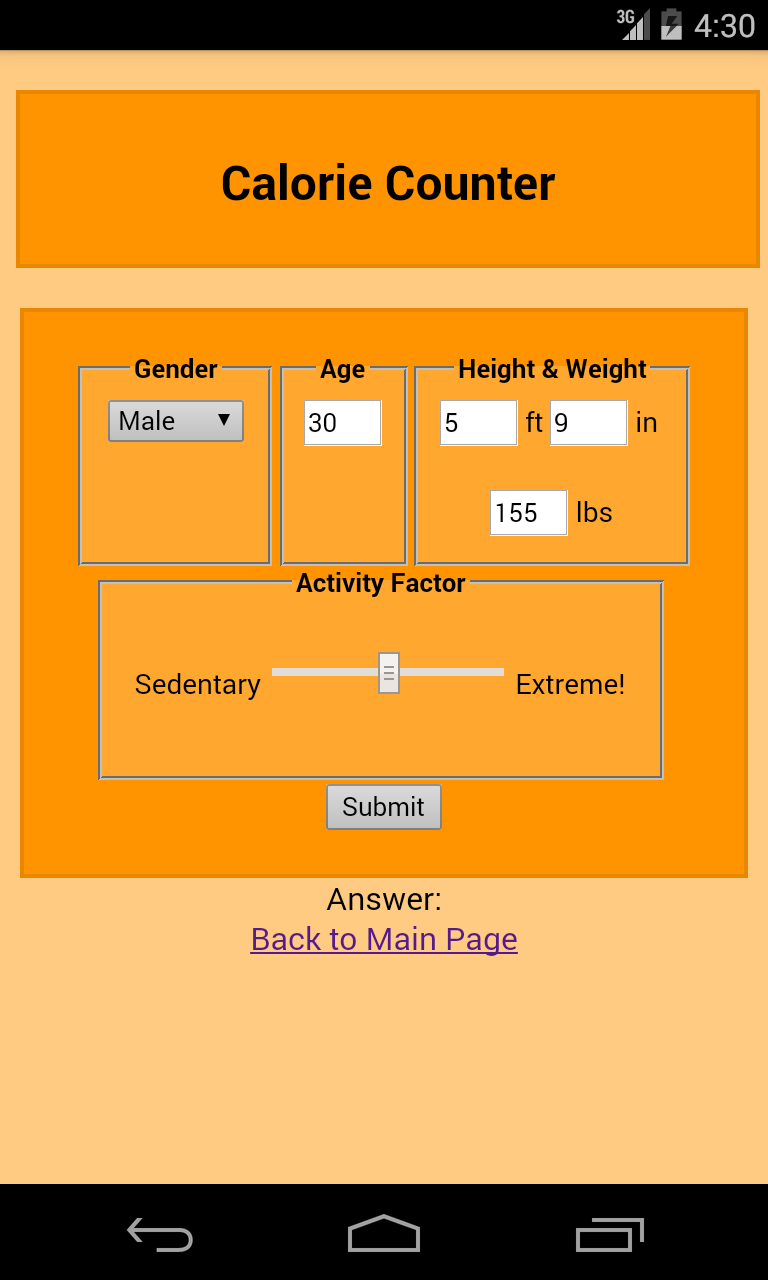 3G 4:30
Calorie Counter
Gender Age Height & Weight
Male 30 5 ft 9 in
155 lbs
Activity Factor
Sedentary Extreme!
Submit
Answer:
Back to Main Page